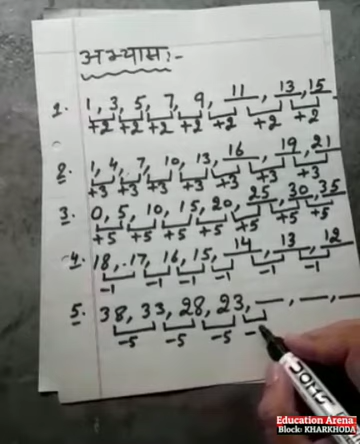 अभ्यास:-
1. 1, 3, 5, 7, 9, 11, 13, 15
+2 +2 +2 +2 +2 +2 +2
2. 1, 4, 7, 10, 13, 16, 19, 21
+3 +3 +3 +3 +3 +3 +3
3. 0, 5, 10, 15, 20, 25, 30, 35
+5 +5 +5 +5 +5 +5 +5
4. 18, 17, 16, 15, 14, 13, 12
-1 -1 -1 -1 -1 -1
5. 38, 33, 28, 23, __, __, __
-5 -5 -5 -
Education Arena
Block: KHARKHODA